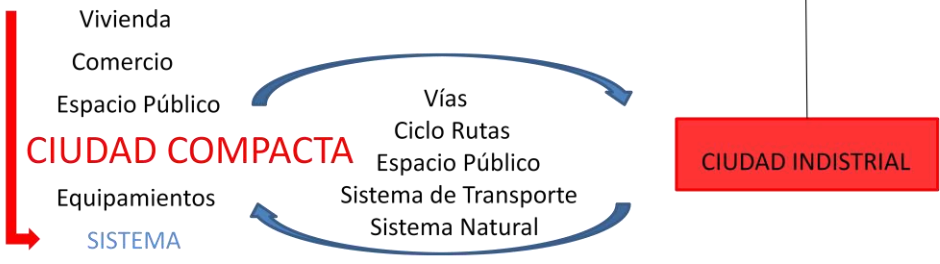 Vivienda
Comercio
Espacio Público
CIUDAD COMPACTA
Equipamientos
SISTEMA
Vías
Ciclo Rutas
Espacio Público
Sistema de Transporte
Sistema Natural
CIUDAD INDISTRIAL